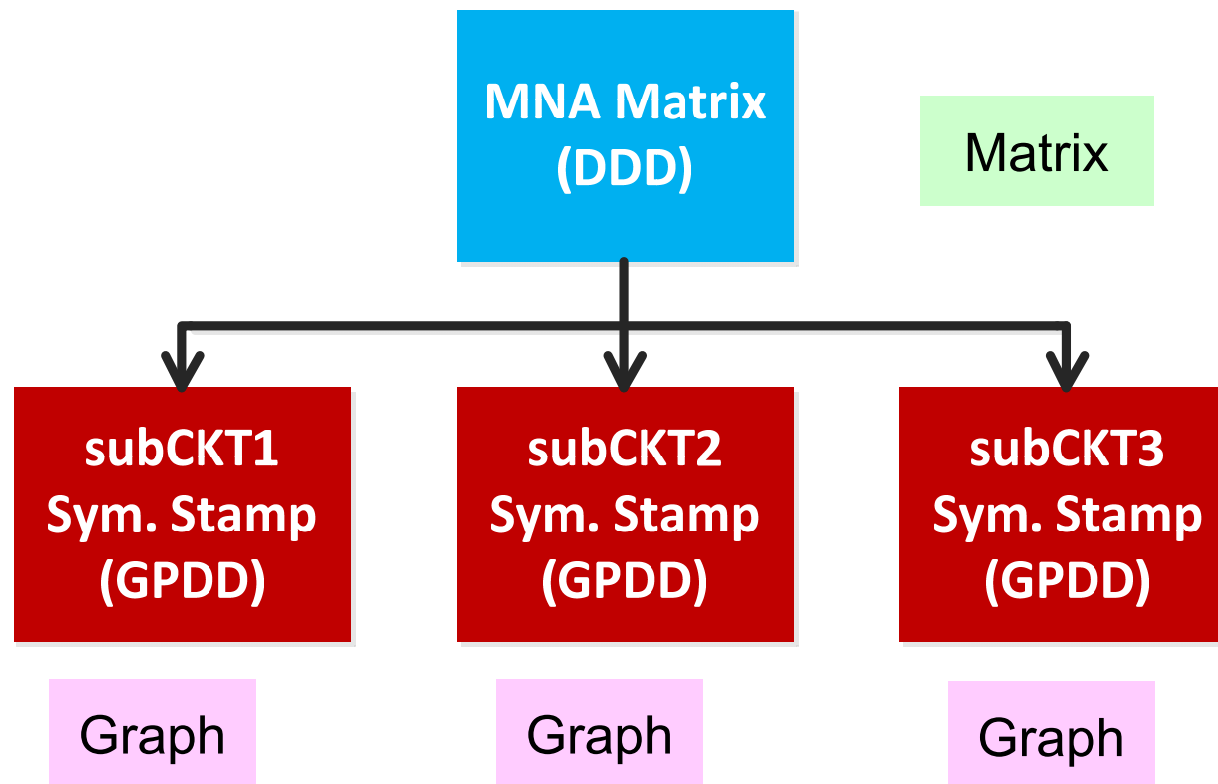 MNA Matrix
(DDD)
Matrix
subCKT1
Sym. Stamp
(GPDD)
subCKT2
Sym. Stamp
(GPDD)
subCKT3
Sym. Stamp
(GPDD)
Graph
Graph
Graph